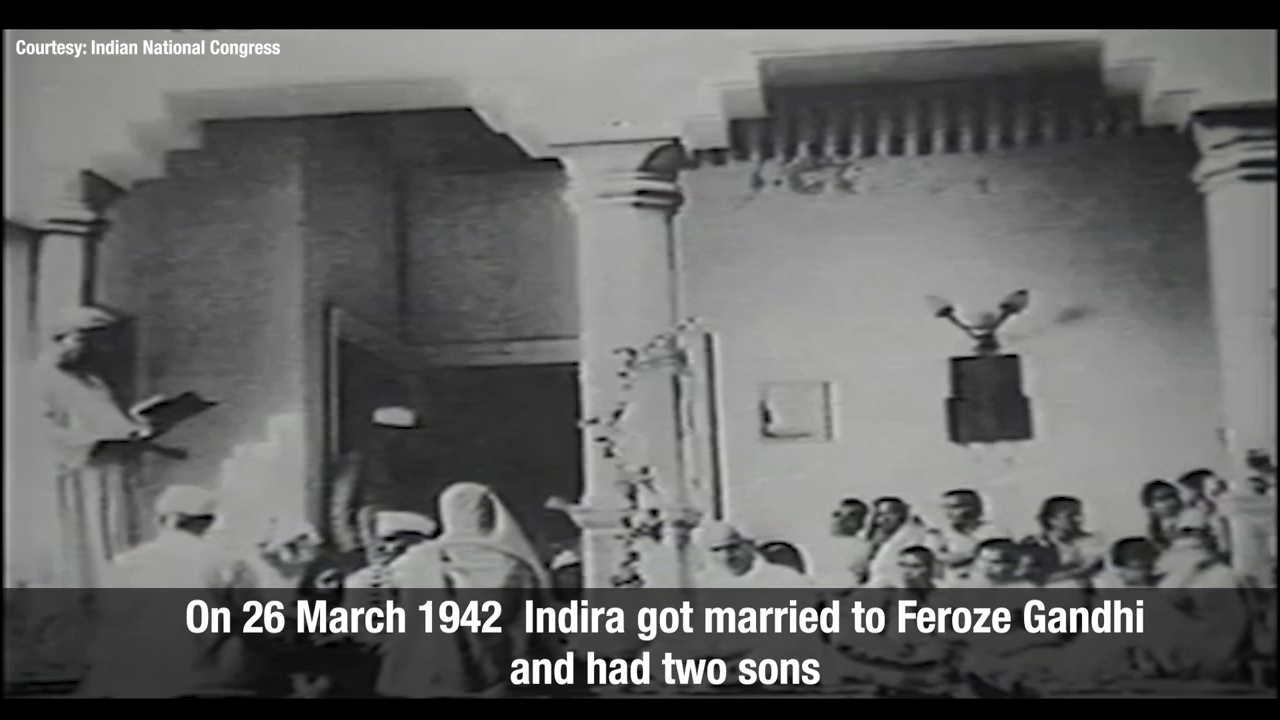 Courtesy: Indian National Congress
On 26 March 1942  Indira got married to Feroze Gandhi
and had two sons